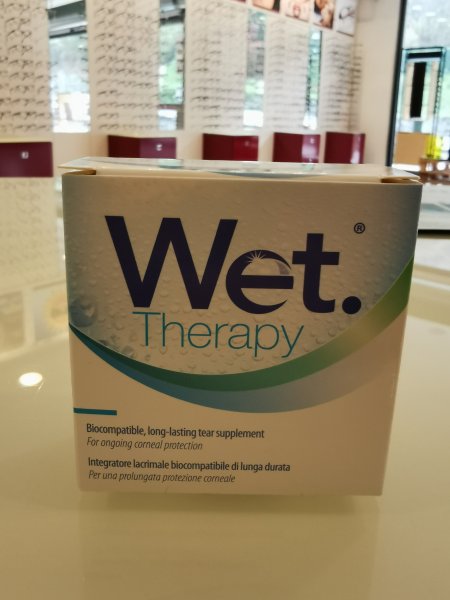 Wet.®
Therapy
Biocompatible, long-lasting tear supplement
For ongoing corneal protection
Integratore lacrimale biocompatibile di lunga durata
Per una prolungata protezione corneale